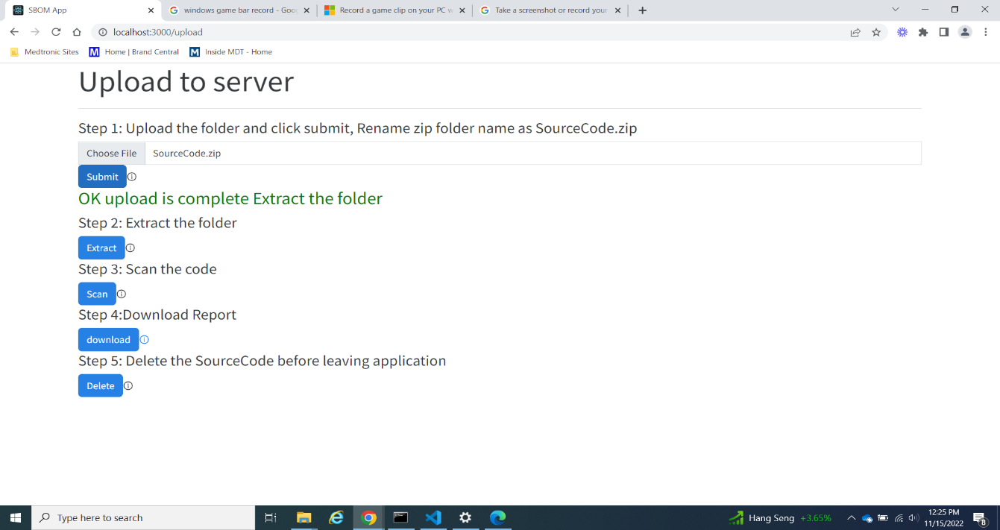 SBOM App
windows game bar record - Goo
Record a game clip on your PC w
Take a screenshot or record your
localhost:3000/upload
Medtronic Sites
M Home | Brand Central
M Inside MDT - Home
Upload to server
Step 1: Upload the folder and click submit, Rename zip folder name as SourceCode.zip
Choose File SourceCode.zip
Submit
OK upload is complete Extract the folder
Step 2: Extract the folder
Extract
Step 3: Scan the code
Scan
Step 4:Download Report
download
Step 5: Delete the SourceCode before leaving application
Delete
Type here to search
Hang Seng +3.65%
12:25 PM
11/15/2022
8